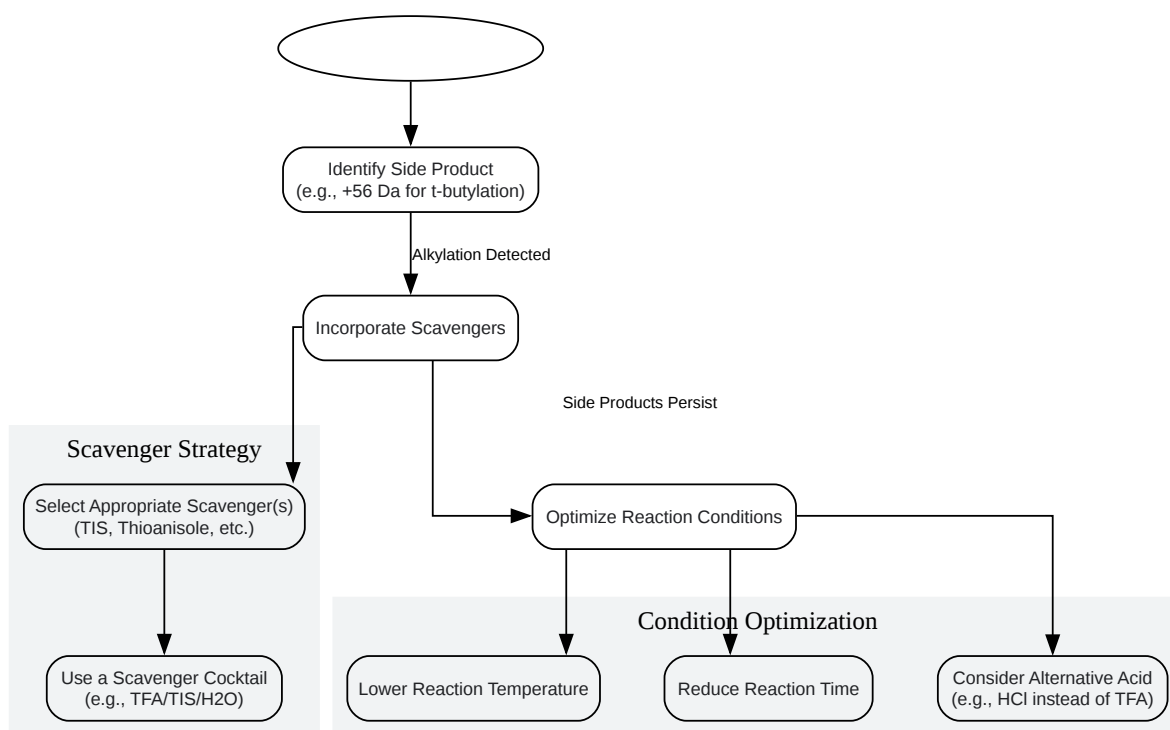 Identify Side Product
(e.g., +56 Da for t-butylation)
Alkylation Detected
Incorporate Scavengers
Side Products Persist
Scavenger Strategy
Select Appropriate Scavenger(s)
(TIS, Thioanisole, etc.)
Optimize Reaction Conditions
Condition Optimization
Use a Scavenger Cocktail
(e.g., TFA/TIS/H2O)
Lower Reaction Temperature
Reduce Reaction Time
Consider Alternative Acid
(e.g., HCl instead of TFA)